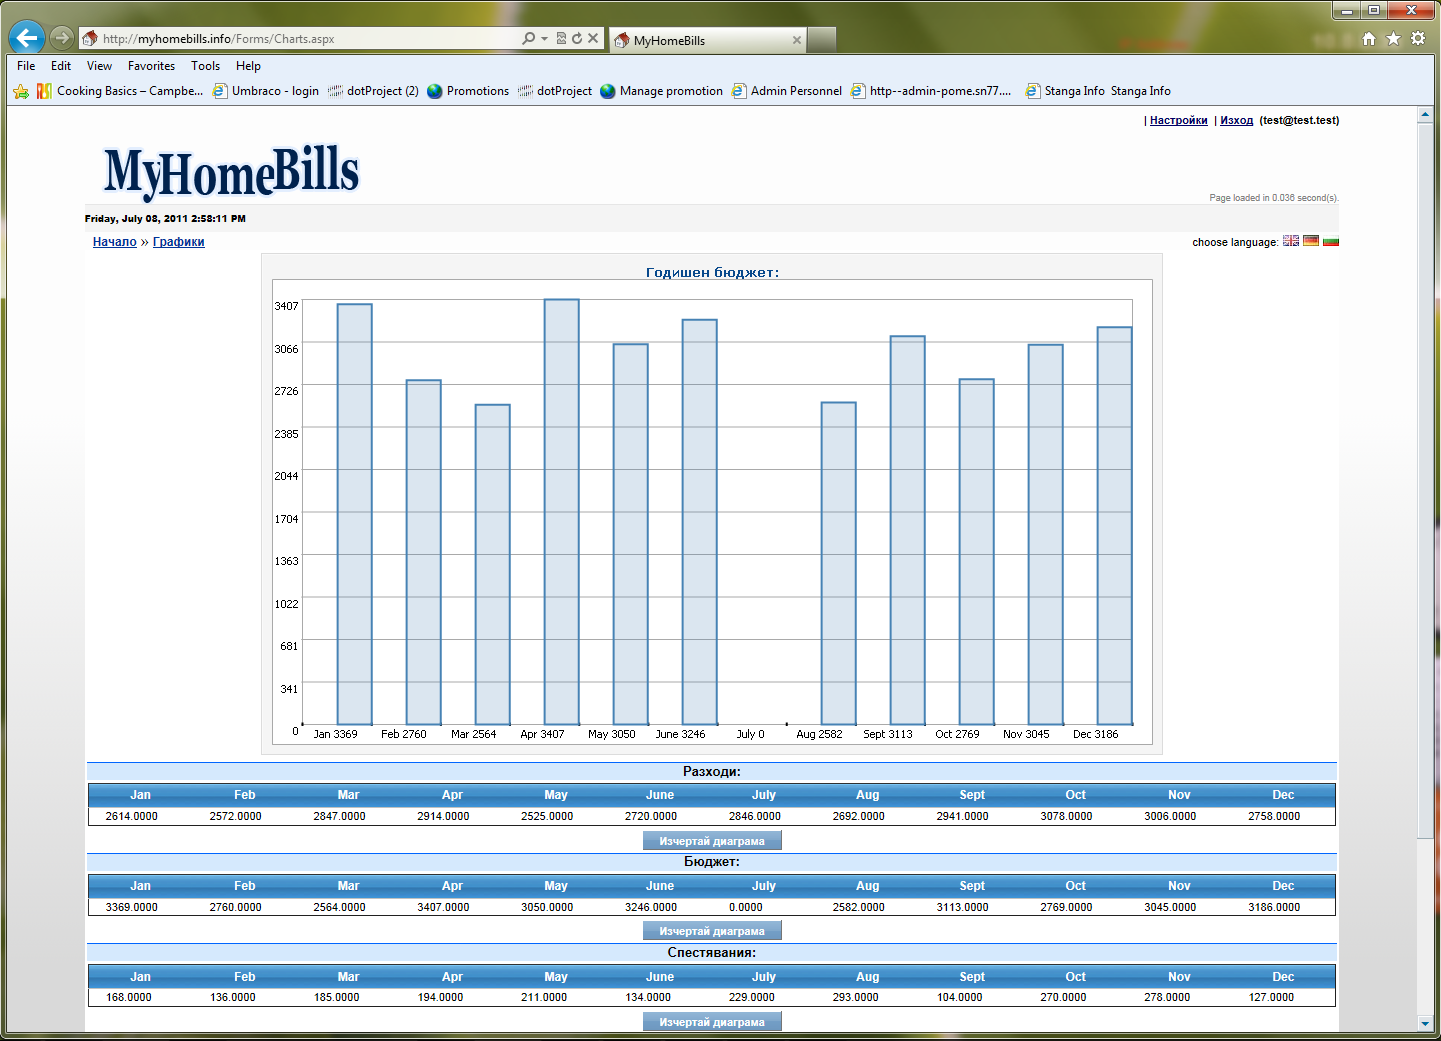 http://myhomebills.info/Forms/Charts.aspx
MyHomeBills
File Edit View Favorites Tools Help
Cooking Basics – Campbe... Umbraco - login dotProject (2) Promotions dotProject Manage promotion Admin Personnel http--admin-pome.sn77.... Stanga Info Stanga Info
| Настройки | Изход (test@test.test)
MyHomeBills
Page loaded in 0.036 second(s).
Friday, July 08, 2011 2:58:11 PM
Начало » Графики
choose language:
Годишен бюджет:
3407
3066
2726
2385
2044
1704
1363
1022
681
341
0
Jan 3369 Feb 2760 Mar 2564 Apr 3407 May 3050 June 3246 July 0 Aug 2582 Sept 3113 Oct 2769 Nov 3045 Dec 3186
Разходи:
Jan Feb Mar Apr May June July Aug Sept Oct Nov Dec
2614.0000 2572.0000 2847.0000 2914.0000 2525.0000 2720.0000 2846.0000 2692.0000 2941.0000 3078.0000 3006.0000 2758.0000
Изчертай диаграма
Бюджет:
Jan Feb Mar Apr May June July Aug Sept Oct Nov Dec
3369.0000 2760.0000 2564.0000 3407.0000 3050.0000 3246.0000 0.0000 2582.0000 3113.0000 2769.0000 3045.0000 3186.0000
Изчертай диаграма
Спестявания:
Jan Feb Mar Apr May June July Aug Sept Oct Nov Dec
168.0000 136.0000 185.0000 194.0000 211.0000 134.0000 229.0000 293.0000 104.0000 270.0000 278.0000 127.0000
Изчертай диаграма